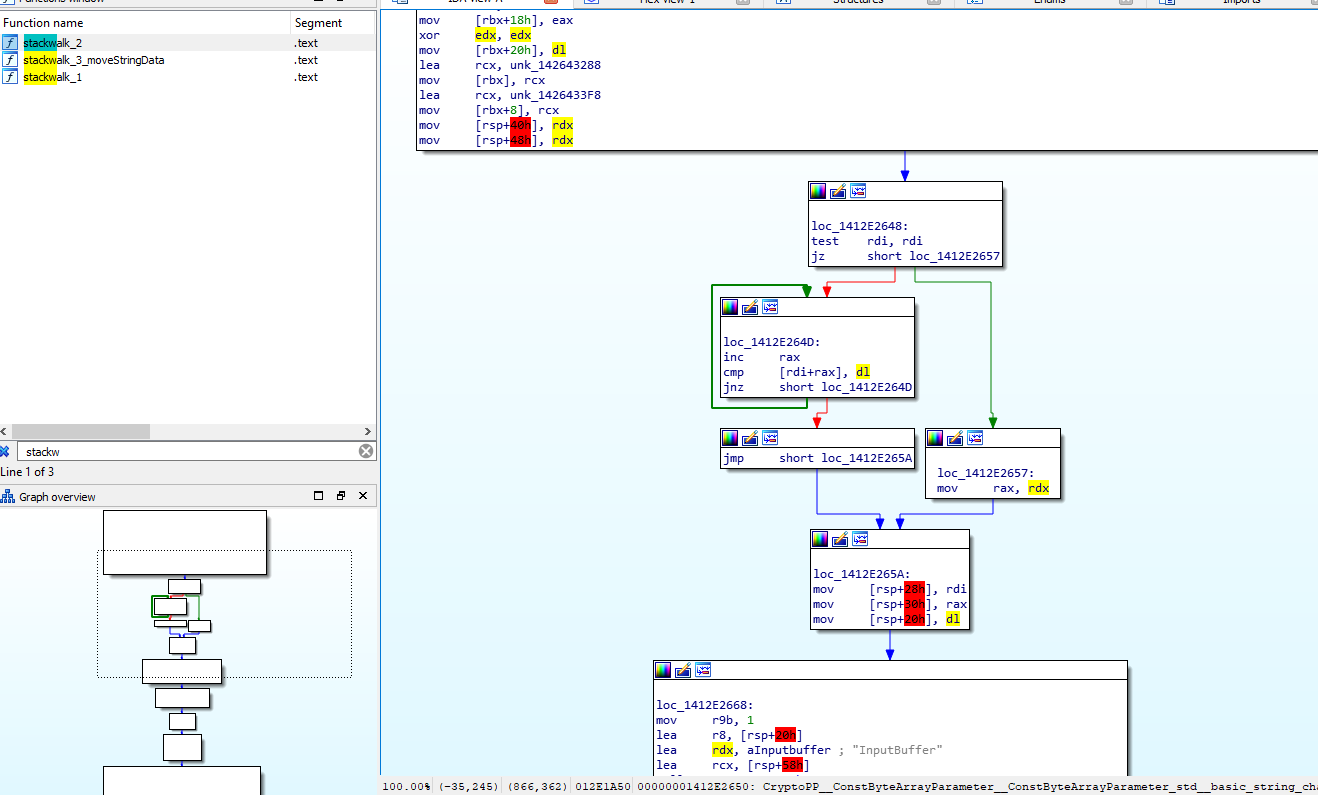 Functions window
IDA View-A
Hex View-1
Structures
Enums
Imports
Function name Segment
f stackwalk_2 .text
f stackwalk_3_moveStringData .text
f stackwalk_1 .text
stackw
Line 1 of 3
Graph overview
mov [rbx+18h], eax
xor edx, edx
mov [rbx+20h], dl
lea rcx, unk_142643288
mov [rbx], rcx
lea rcx, unk_1426433F8
mov [rbx+8], rcx
mov [rsp+40h], rdx
mov [rsp+48h], rdx
loc_1412E2648:
test rdi, rdi
jz short loc_1412E2657
loc_1412E264D:
inc rax
cmp [rdi+rax], dl
jnz short loc_1412E264D
jmp short loc_1412E265A
loc_1412E2657:
mov rax, rdx
loc_1412E265A:
mov [rsp+28h], rdi
mov [rsp+30h], rax
mov [rsp+20h], dl
loc_1412E2668:
mov r9b, 1
lea r8, [rsp+20h]
lea rdx, aInputbuffer ; "InputBuffer"
lea rcx, [rsp+58h]
100.00% (-35,245) (866,362) 012E1A50 00000001412E2650: CryptoPP__ConstByteArrayParameter__ConstByteArrayParameter_std__basic_string_cha